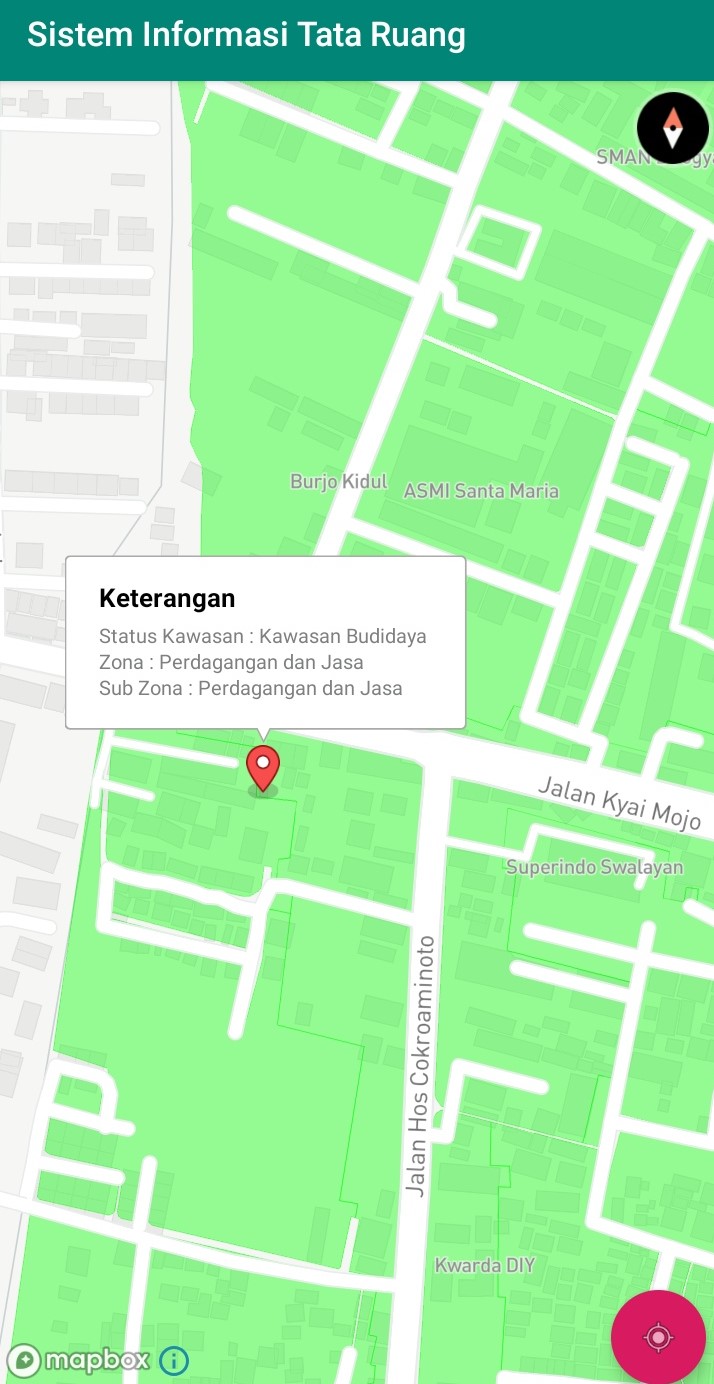 Sistem Informasi Tata Ruang
SMAN
Burjo Kidul
ASMI Santa Maria
Keterangan
Status Kawasan : Kawasan Budidaya
Zona : Perdagangan dan Jasa
Sub Zona : Perdagangan dan Jasa
Jalan Kyai Mojo
Superindo Swalayan
Jalan Hos Cokroaminoto
Kwarda DIY
mapbox